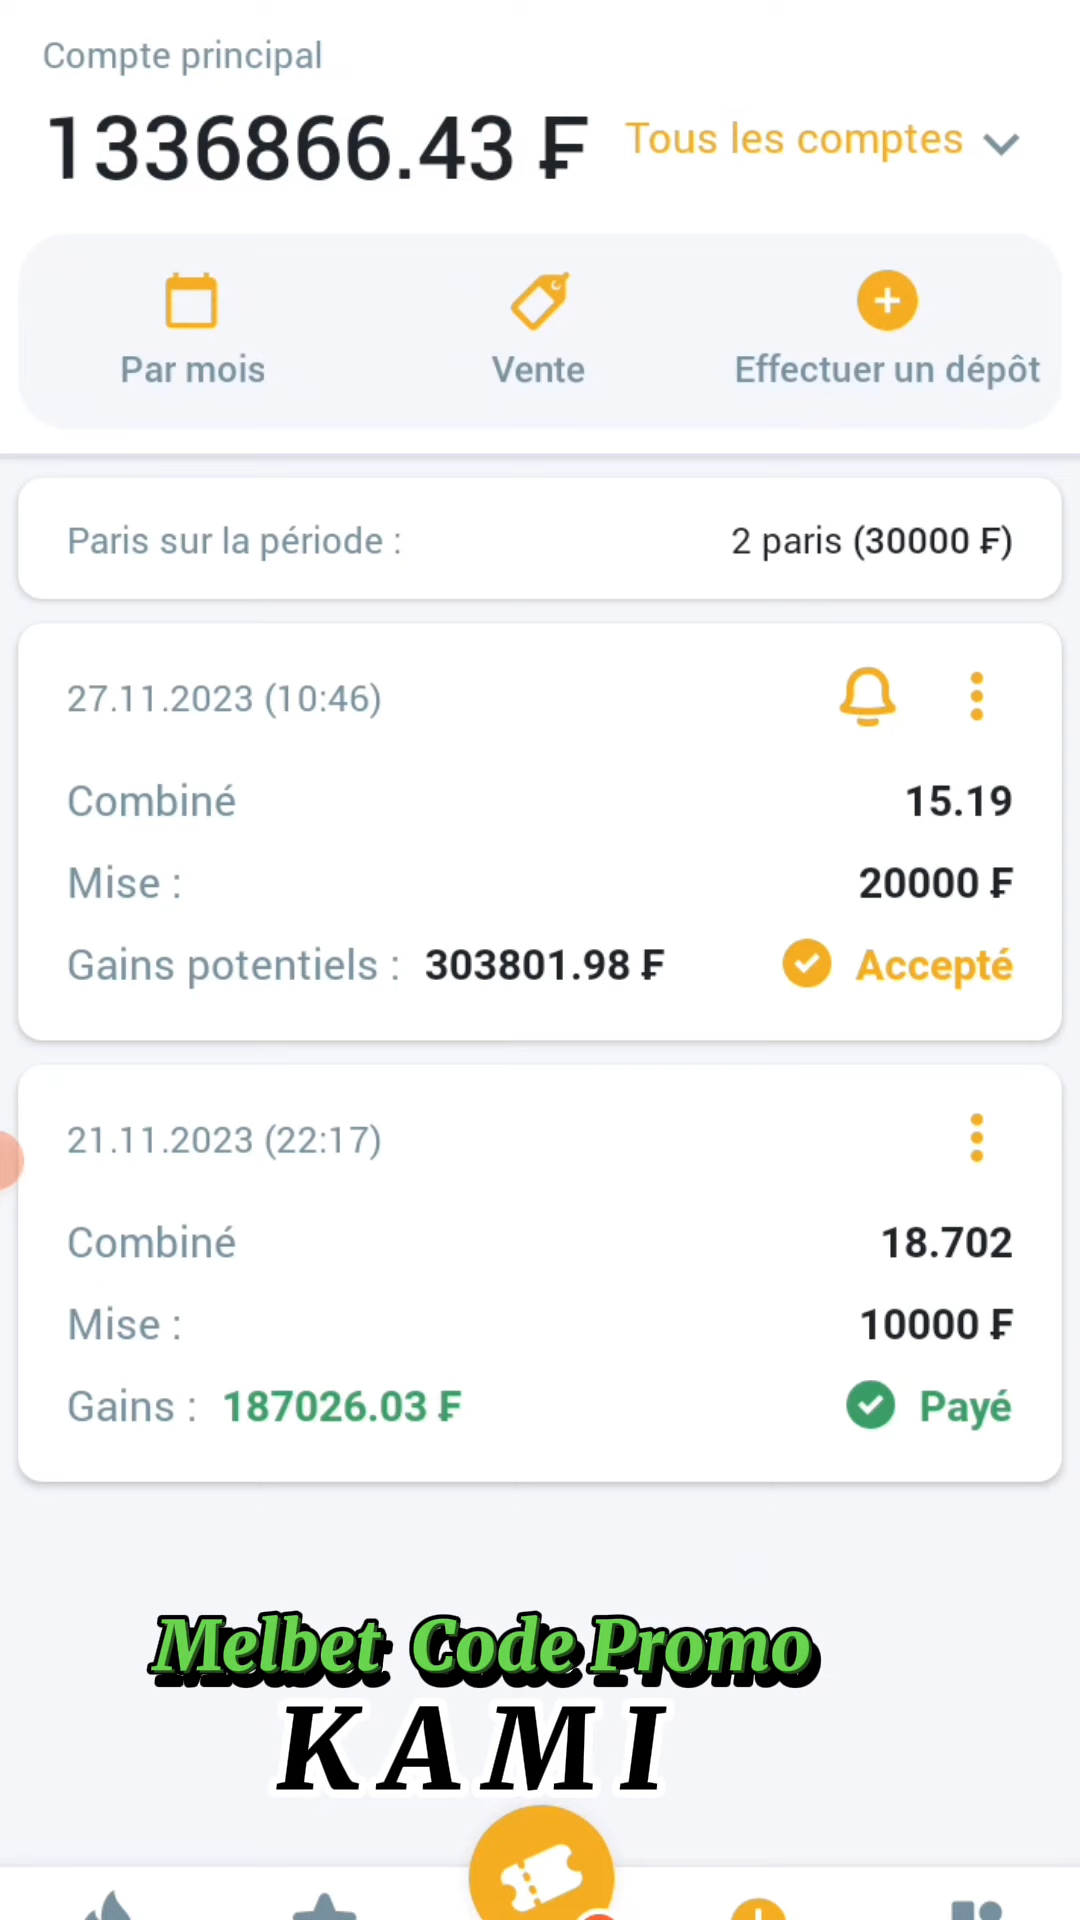 Compte principal
1336866.43 ₣ Tous les comptes
Par mois Vente Effectuer un dépôt
Paris sur la période : 2 paris (30000 ₣)
27.11.2023 (10:46)
Combiné 15.19
Mise : 20000 ₣
Gains potentiels : 303801.98 ₣ Accepté
21.11.2023 (22:17)
Combiné 18.702
Mise : 10000 ₣
Gains : 187026.03 ₣ Payé
Melbet Code Promo
KAMI